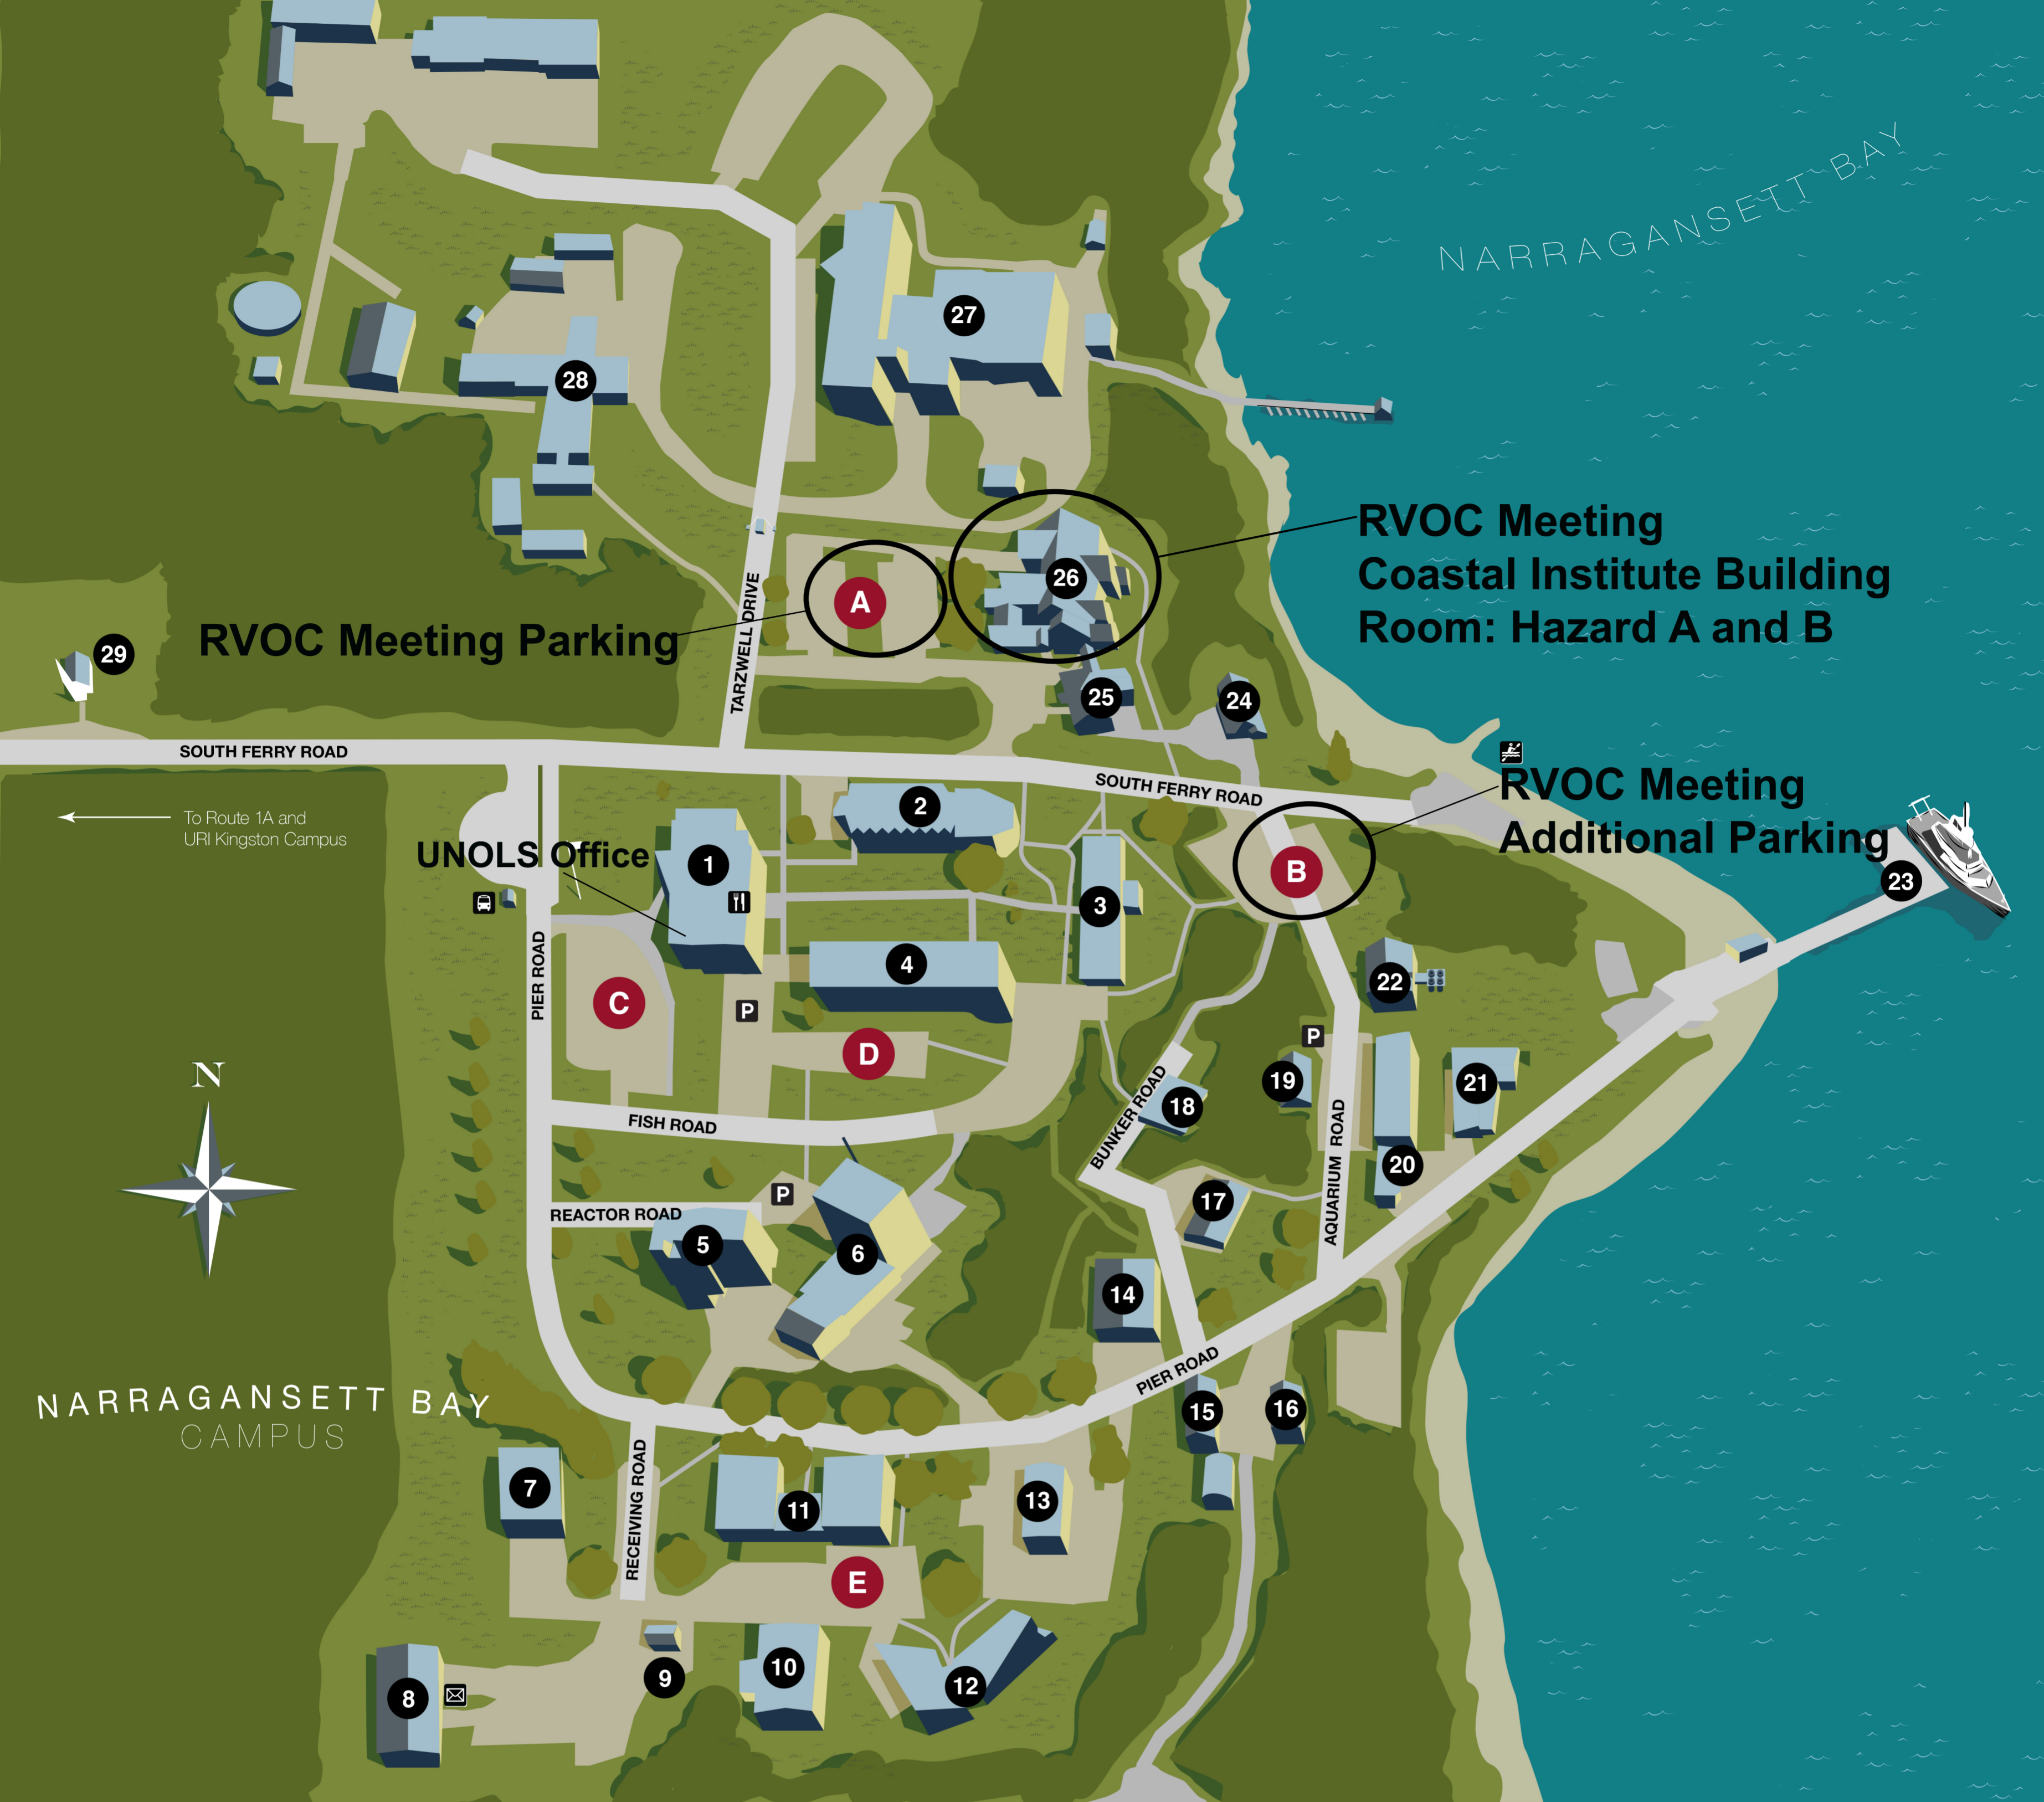 NARRAGANSETT BAY
27
28
RVOC Meeting
Coastal Institute Building
Room: Hazard A and B
26
A
RVOC Meeting Parking
TARZWELL DRIVE
29
25
24
SOUTH FERRY ROAD
SOUTH FERRY ROAD
To Route 1A and
URI Kingston Campus
RVOC Meeting
Additional Parking
UNOLS Office
1
2
3
B
23
4
PIER ROAD
C
P
D
22
P
19
21
18
BUNKER ROAD
FISH ROAD
AQUARIUM ROAD
20
N
P
REACTOR ROAD
5
6
17
14
PIER ROAD
15
16
NARRAGANSETT BAY
CAMPUS
7
RECEIVING ROAD
11
13
E
8
9
10
12